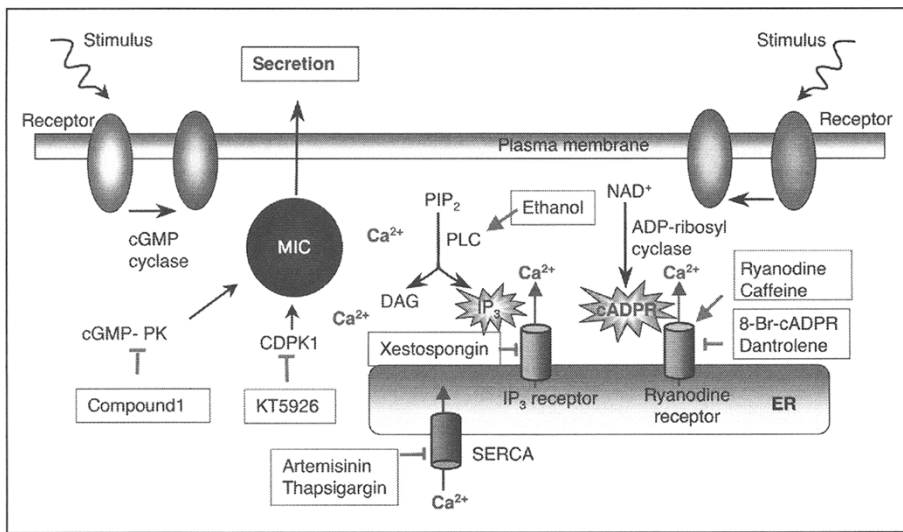 Stimulus
Stimulus
Secretion
Receptor
Receptor
Plasma membrane
PIP2
NAD+
Ethanol
cGMP
cyclase
MIC
Ca2+
PLC
ADP-ribosyl
cyclase
Ca2+
Ca2+
Ryanodine
Caffeine
DAG
IP3
cADPR
Ca2+
cGMP- PK
CDPK1
Xestospongin
8-Br-cADPR
Dantrolene
Compound1
KT5926
IP3 receptor
Ryanodine
receptor
ER
Artemisinin
Thapsigargin
SERCA
Ca2+